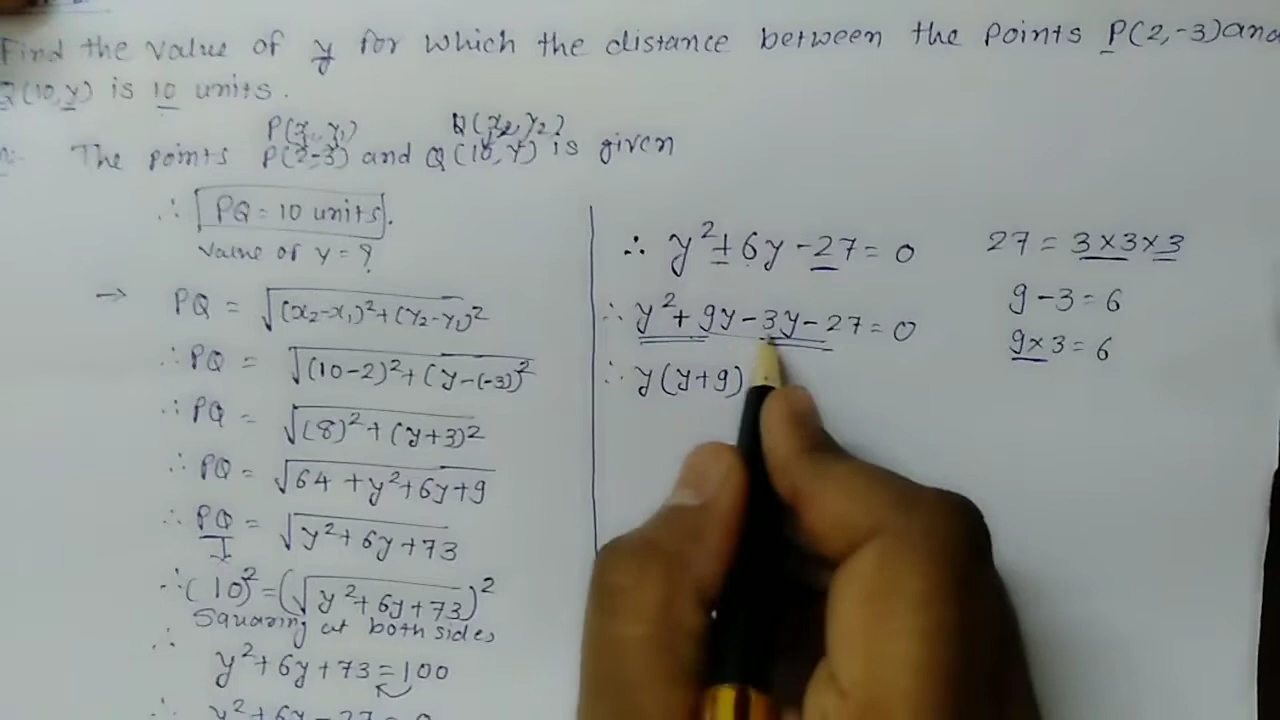 Find the value of y for which the distance between the points P(2,-3) and
Q(10,y) is 10 units.
P(x₁, y₁) Q(x₂, y₂)
The points P(2-3) and Q(10, Y) is given
∴ PQ = 10 units.
value of y = ?
→ PQ = √(x₂-x₁)²+(y₂-y₁)²
∴ PQ = √(10-2)²+(y-(-3))²
∴ PQ = √(8)²+(y+3)²
∴ PQ = √64+y²+6y+9
∴ PQ = √y²+6y+73
∴ (10)² = (√y²+6y+73)²
Squaring at both sides
∴ y²+6y+73 = 100
∴ y²+6y-27 = 0
∴ y²+6y-27 = 0
∴ y²+9y-3y-27 = 0
∴ y(y+9)
27 = 3×3×3
9-3 = 6
9×3 = 6